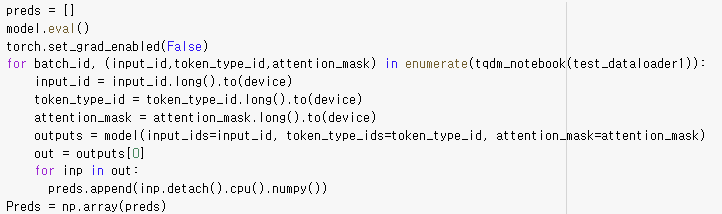 preds = []
model.eval()
torch.set_grad_enabled(False)
for batch_id, (input_id,token_type_id,attention_mask) in enumerate(tqdm_notebook(test_dataloader1)):
    input_id = input_id.long().to(device)
    token_type_id = token_type_id.long().to(device)
    attention_mask = attention_mask.long().to(device)
    outputs = model(input_ids=input_id, token_type_ids=token_type_id, attention_mask=attention_mask)
    out = outputs[0]
    for inp in out:
      preds.append(inp.detach().cpu().numpy())
Preds = np.array(preds)